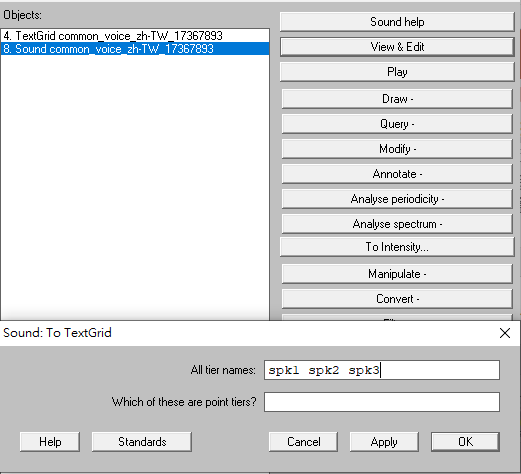 Objects:
4. TextGrid common_voice_zh-TW_17367893
8. Sound common_voice_zh-TW_17367893
Sound help
View & Edit
Play
Draw -
Query -
Modify -
Annotate -
Analyse periodicity -
Analyse spectrum -
To Intensity...
Manipulate -
Convert -
Sound: To TextGrid
All tier names: spk1 spk2 spk3
Which of these are point tiers?
Help Standards Cancel Apply OK